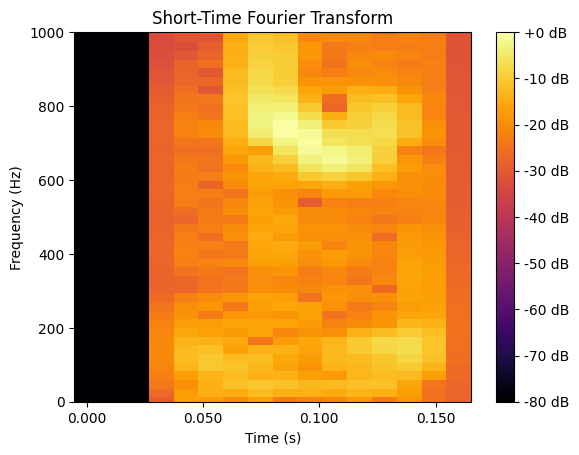 Short-Time Fourier Transform
1000
800
600
400
200
0
Frequency (Hz)
0.000
0.050
0.100
0.150
Time (s)
+0 dB
-10 dB
-20 dB
-30 dB
-40 dB
-50 dB
-60 dB
-70 dB
-80 dB